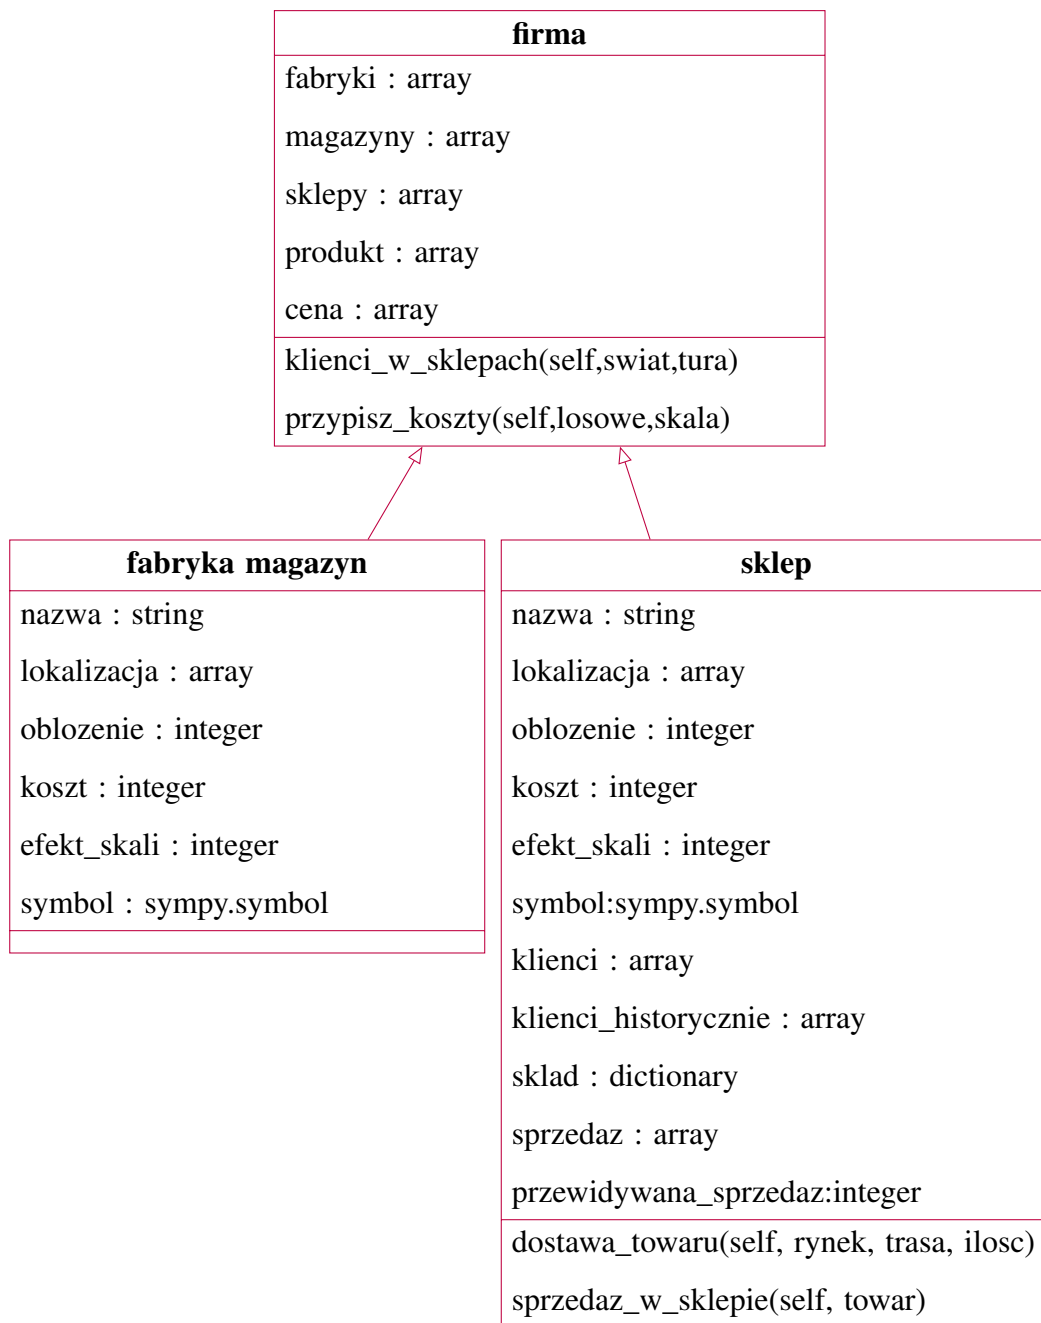 firma
fabryki : array
magazyny : array
sklepy : array
produkt : array
cena : array
klienci_w_sklepach(self,swiat,tura)
przypisz_koszty(self,losowe,skala)
fabryka magazyn
nazwa : string
lokalizacja : array
oblozenie : integer
koszt : integer
efekt_skali : integer
symbol : sympy.symbol
sklep
nazwa : string
lokalizacja : array
oblozenie : integer
koszt : integer
efekt_skali : integer
symbol:sympy.symbol
klienci : array
klienci_historycznie : array
sklad : dictionary
sprzedaz : array
przewidywana_sprzedaz:integer
dostawa_towaru(self, rynek, trasa, ilosc)
sprzedaz_w_sklepie(self, towar)